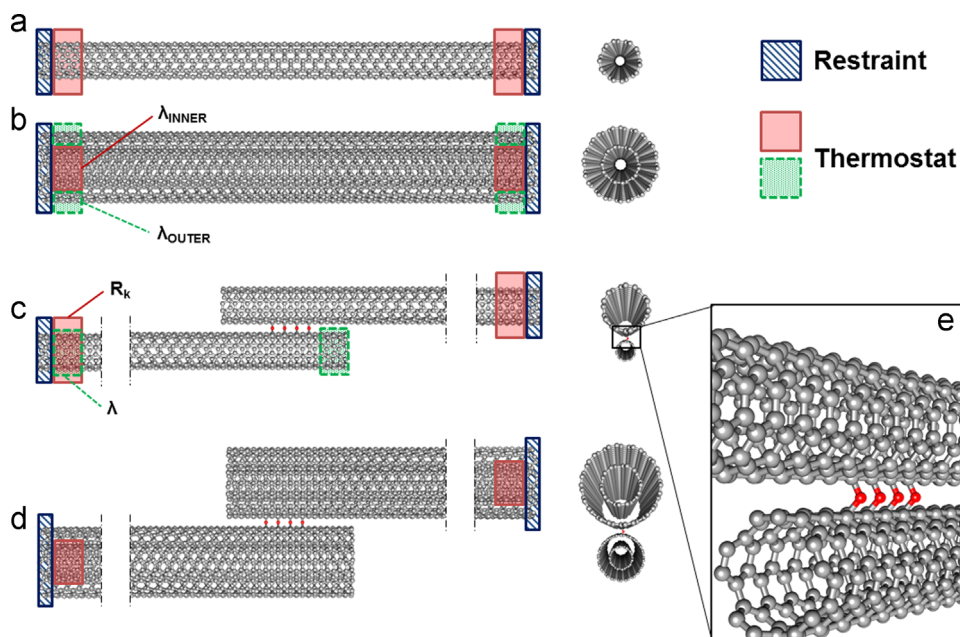 a
Restraint
b
λINNER
Thermostat
λOUTER
c
Rk
e
λ
d